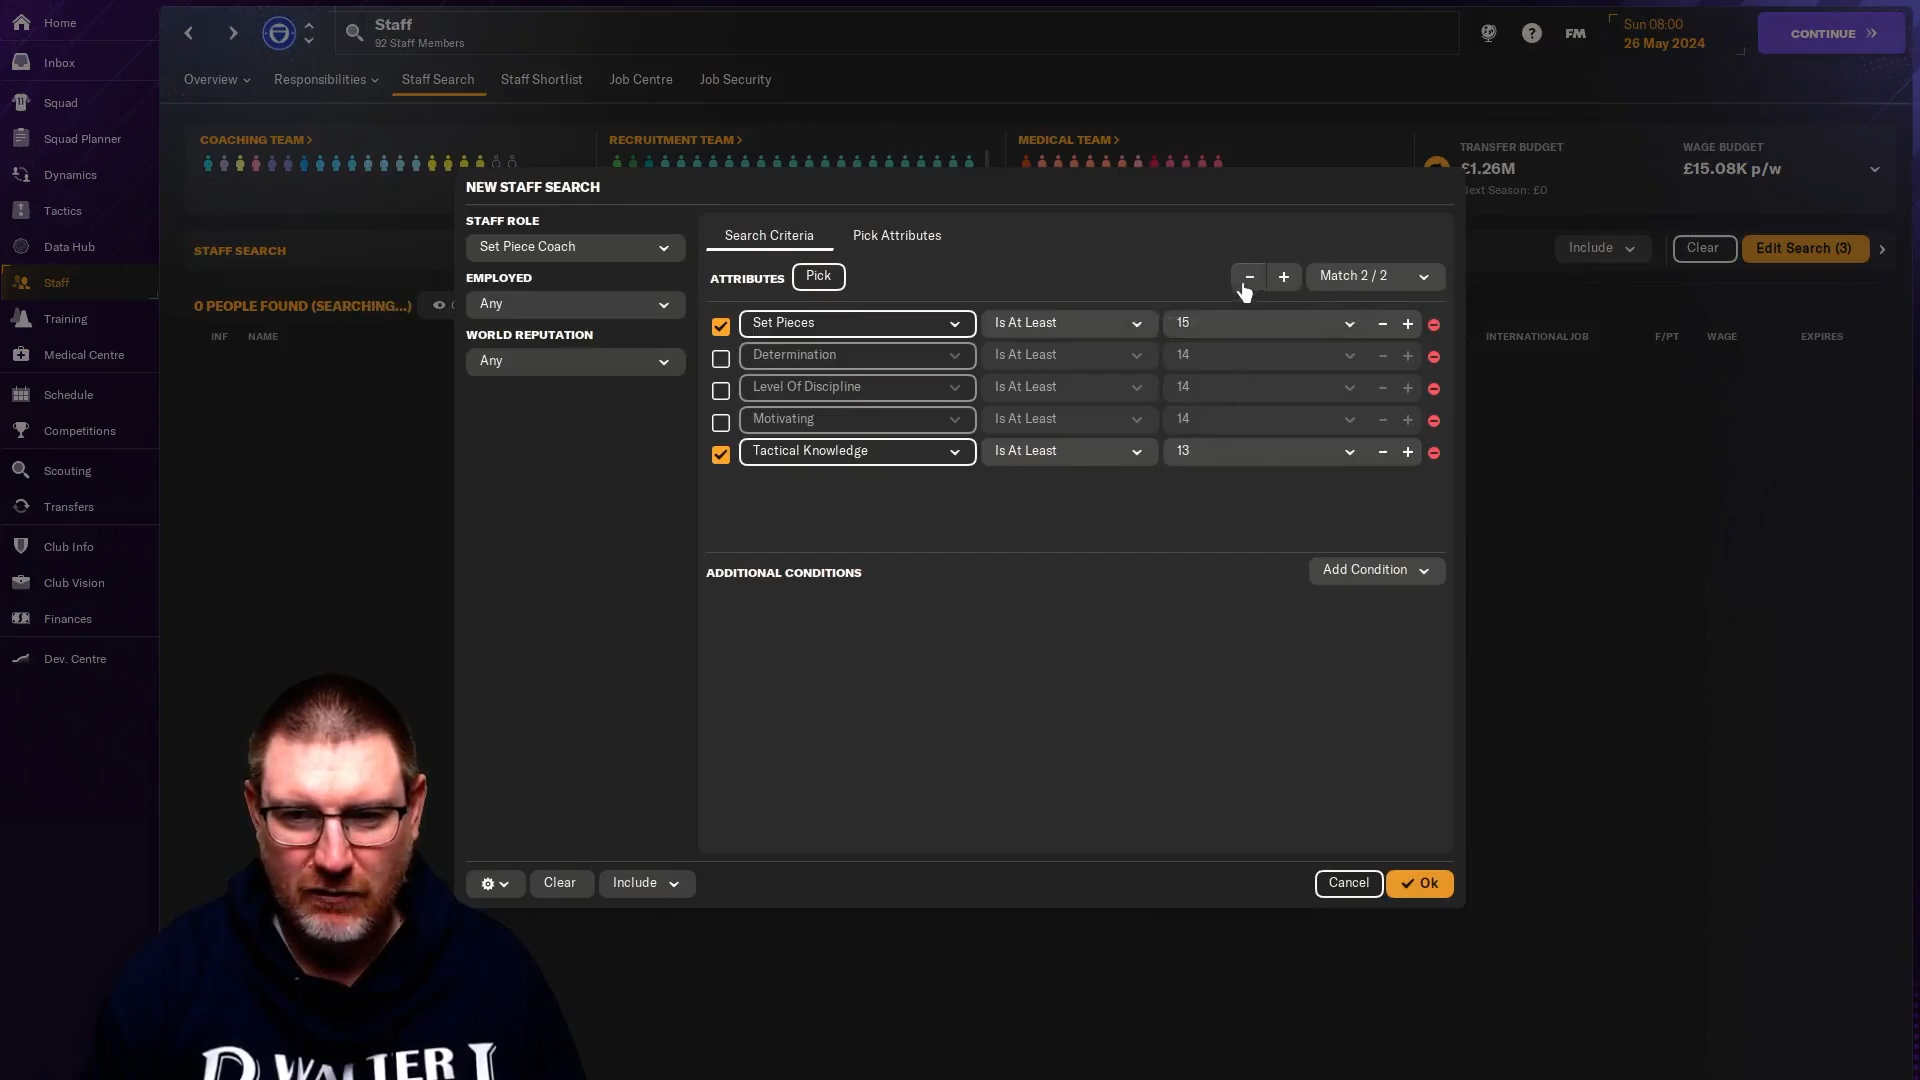 Home
Inbox
Squad
Squad Planner
Dynamics
Tactics
Data Hub
Staff
Training
Medical Centre
Schedule
Competitions
Scouting
Transfers
Club Info
Club Vision
Finances
Dev. Centre
Staff
92 Staff Members
FM
Sun 08:00
26 May 2024
CONTINUE
Overview
Responsibilities
Staff Search
Staff Shortlist
Job Centre
Job Security
COACHING TEAM >
RECRUITMENT TEAM >
MEDICAL TEAM >
TRANSFER BUDGET
£1.26M
Next Season: £0
WAGE BUDGET
£15.08K p/w
STAFF SEARCH
Include
Clear
Edit Search (3)
0 PEOPLE FOUND (SEARCHING...)
INF NAME
INTERNATIONAL JOB
F/PT WAGE
EXPIRES
NEW STAFF SEARCH
STAFF ROLE
Set Piece Coach
EMPLOYED
Any
WORLD REPUTATION
Any
Search Criteria
Pick Attributes
ATTRIBUTES Pick
- + Match 2 / 2
Set Pieces Is At Least 15 - +
Determination Is At Least 14 - +
Level Of Discipline Is At Least 14 - +
Motivating Is At Least 14 - +
Tactical Knowledge Is At Least 13 - +
ADDITIONAL CONDITIONS
Add Condition
Clear
Include
Cancel
Ok